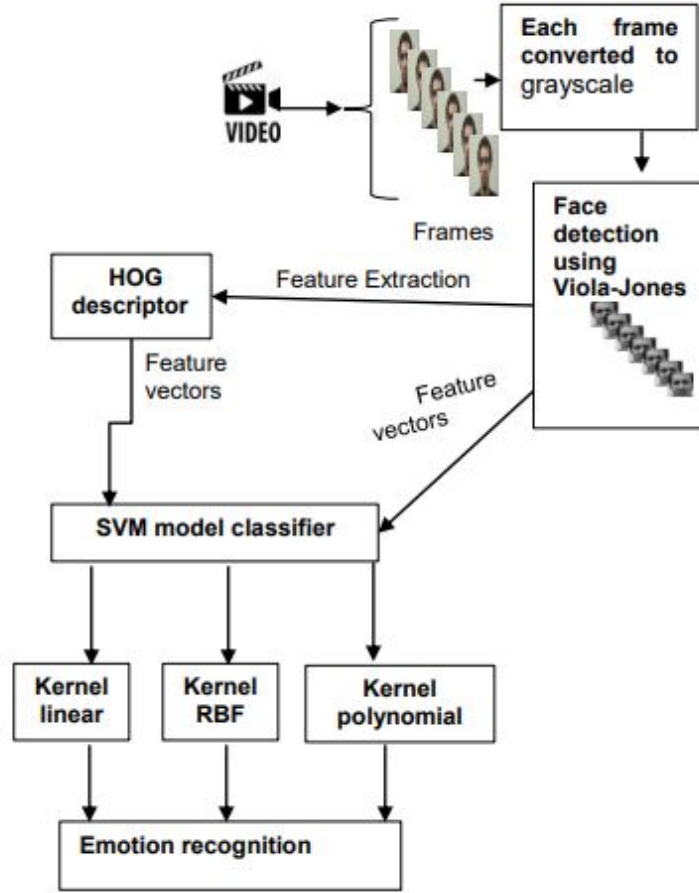 Each frame
converted to
grayscale
VIDEO
Frames
Face
detection
using
Viola-Jones
Feature Extraction
HOG
descriptor
Feature
vectors
Feature
vectors
SVM model classifier
Kernel
linear
Kernel
RBF
Kernel
polynomial
Emotion recognition